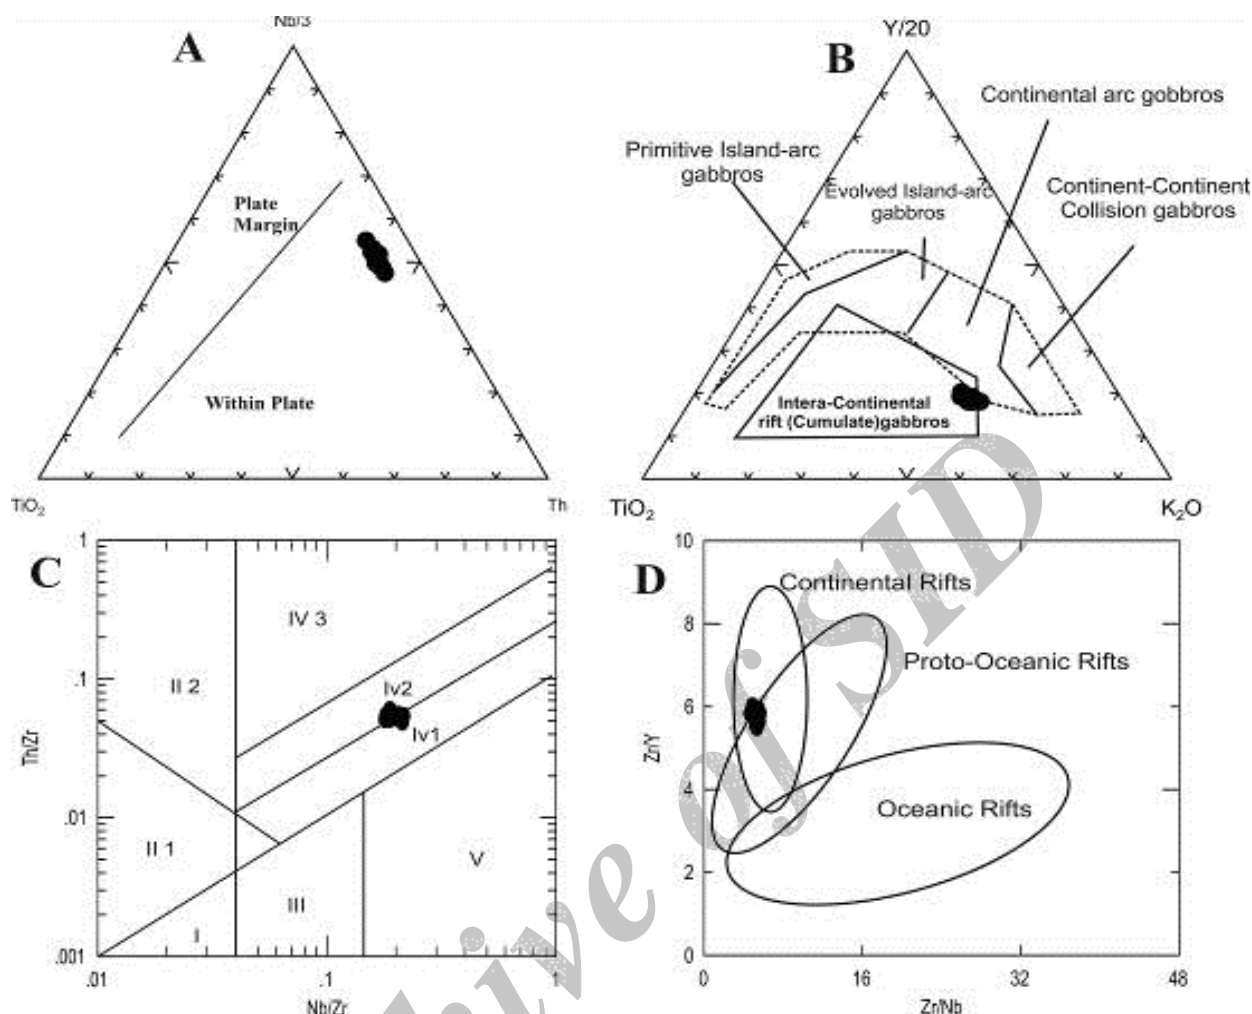 Nb/3
A
Plate
Margin
Within Plate
TiO₂
Th
Y/20
B
Continental arc gobbros
Primitive Island-arc
gabbros
Evolved Island-arc
gabbros
Continent-Continent
Collision gabbros
Intera-Continental
rift (Cumulate)gabbros
TiO₂
K₂O
C
1
.1
.01
.001
Th/Zr
IV 3
II 2
Iv2
Iv1
II 1
III
V
I
.01
.1
1
Nb/Zr
D
10
8
6
4
2
0
Zr/Y
Continental Rifts
Proto-Oceanic Rifts
Oceanic Rifts
0
16
32
48
Zr/Nb
hive of SID